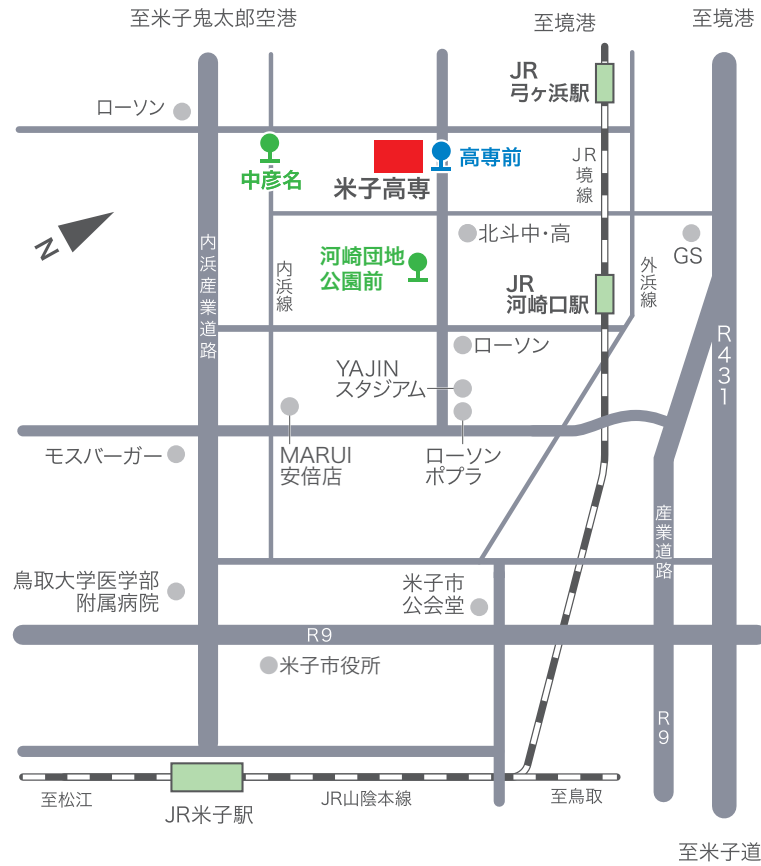 至米子鬼太郎空港
至境港
至境港
JR
弓ヶ浜駅
ローソン
高専前
中彦名
米子高専
JR
境
線
北斗中・高
GS
内
浜
産
業
道
路
内
浜
線
河崎団地
公園前
外
浜
線
JR
河崎口駅
R
4
3
1
ローソン
YAJIN
スタジアム
モスバーガー
MARUI
安倍店
ローソン
ポプラ
産
業
道
路
鳥取大学医学部
附属病院
米子市
公会堂
R9
米子市役所
R
9
至松江
JR米子駅
JR山陰本線
至鳥取
至米子道
N